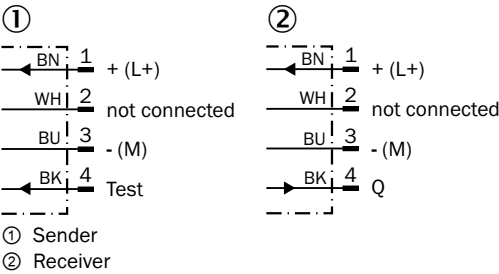 ① ②
BN 1 + (L+) BN 1 + (L+)
WH 2 not connected WH 2 not connected
BU 3 - (M) BU 3 - (M)
BK 4 Test BK 4 Q
① Sender
② Receiver